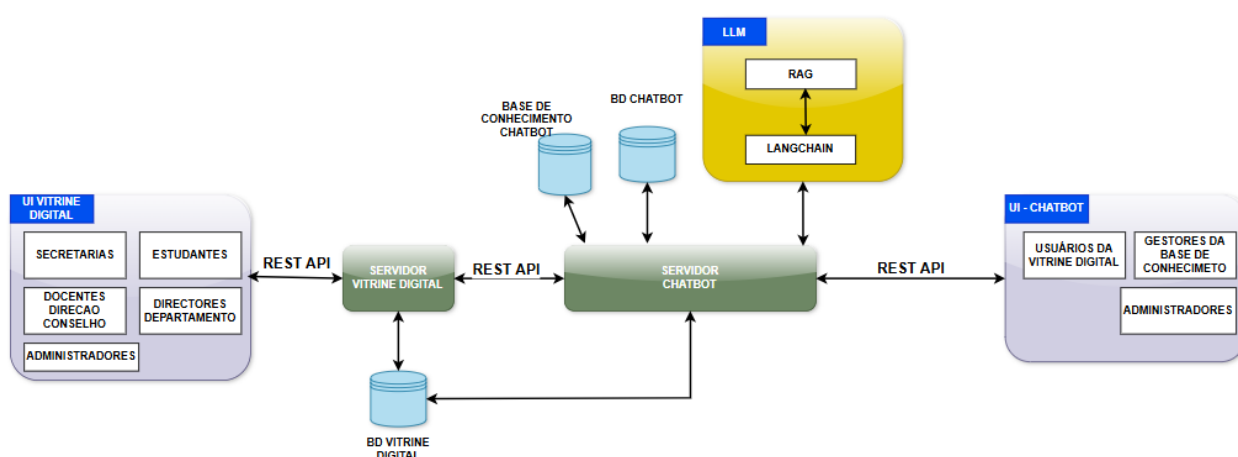 LLM
RAG
LANGCHAIN
BD CHATBOT
BASE DE
CONHECIMENTO
CHATBOT
UI VITRINE
DIGITAL
SECRETARIAS
ESTUDANTES
DOCENTES
DIRECAO
CONSELHO
DIRECTORES
DEPARTAMENTO
ADMINISTRADORES
REST API
SERVIDOR
VITRINE DIGITAL
REST API
SERVIDOR
CHATBOT
REST API
UI - CHATBOT
USUÁRIOS DA
VITRINE DIGITAL
GESTORES DA
BASE DE
CONHECIMETO
ADMINISTRADORES
BD VITRINE
DIGITAL